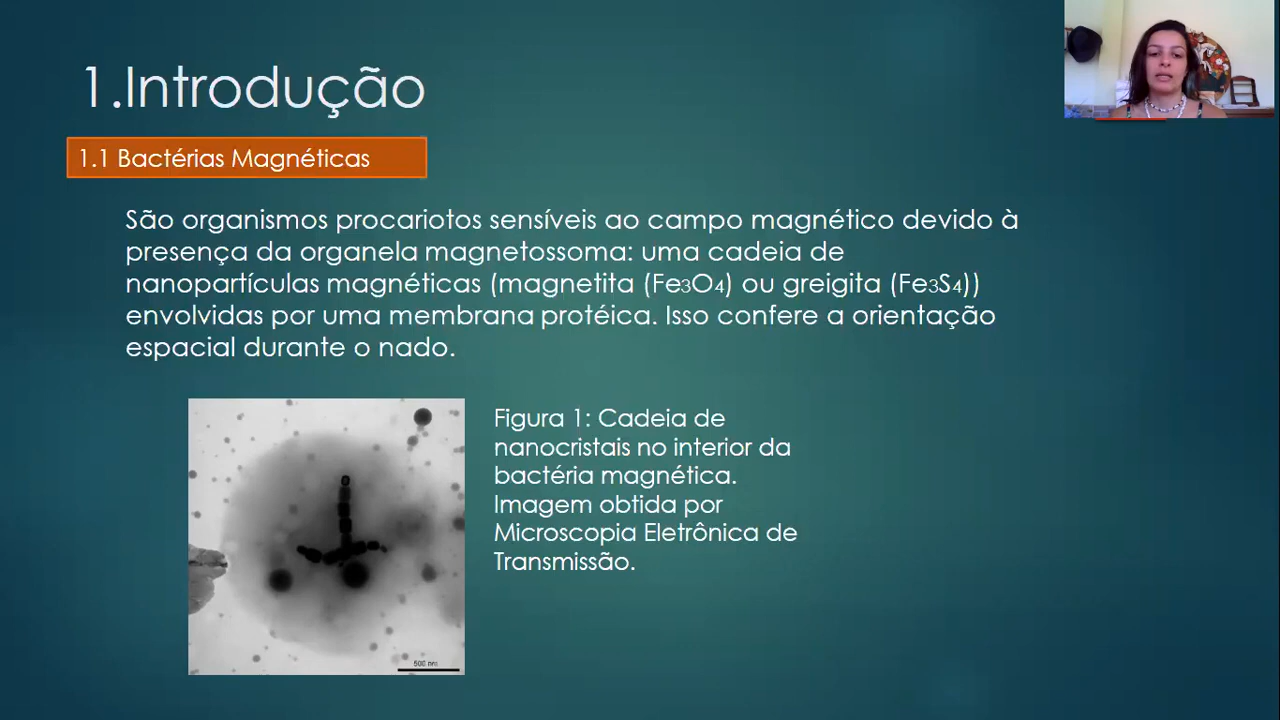 1.Introdução
1.1 Bactérias Magnéticas
São organismos procariotos sensíveis ao campo magnético devido à
presença da organela magnetossoma: uma cadeia de
nanopartículas magnéticas (magnetita (Fe3O4) ou greigita (Fe3S4))
envolvidas por uma membrana protéica. Isso confere a orientação
espacial durante o nado.
Figura 1: Cadeia de
nanocristais no interior da
bactéria magnética.
Imagem obtida por
Microscopia Eletrônica de
Transmissão.
500 nm